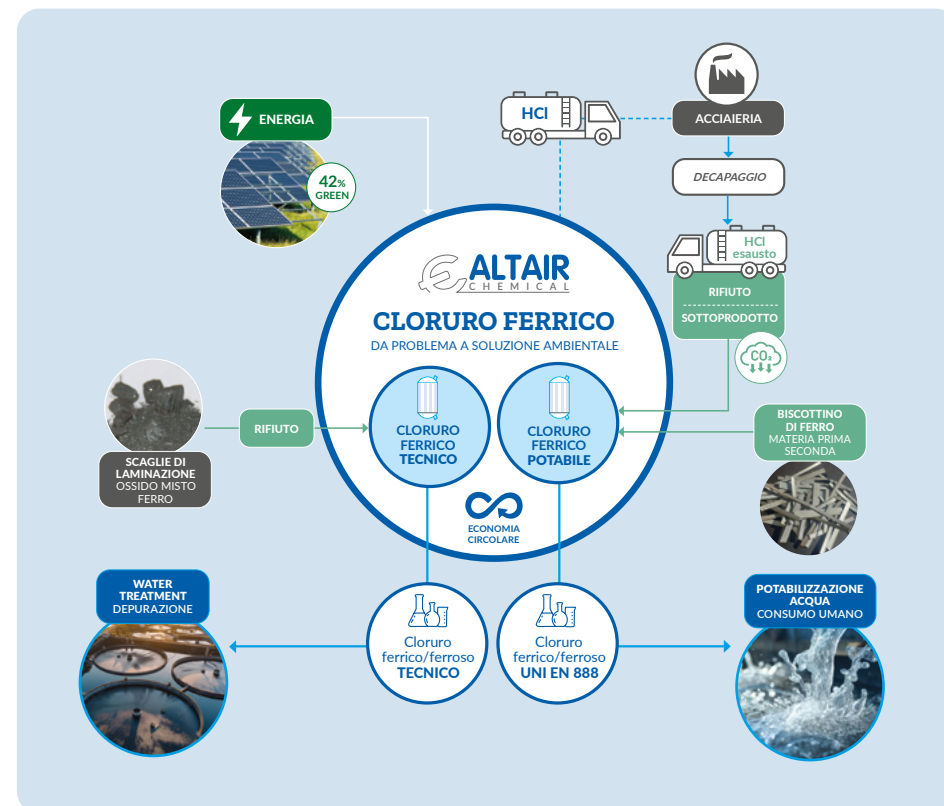 HCl
ACCIAIERIA
ENERGIA
42%
GREEN
DECAPAGGIO
HCl
esausto
RIFIUTO
SOTTOPRODOTTO
CO₂
ALTAIR
CHEMICAL
CLORURO FERRICO
DA PROBLEMA A SOLUZIONE AMBIENTALE
CLORURO
FERRICO
TECNICO
CLORURO
FERRICO
POTABILE
RIFIUTO
SCAGLIE DI
LAMINAZIONE
OSSIDO MISTO
FERRO
BISCOTTINO
DI FERRO
MATERIA PRIMA
SECONDA
ECONOMIA
CIRCOLARE
WATER
TREATMENT
DEPURAZIONE
Cloruro
ferrico/ferroso
TECNICO
Cloruro
ferrico/ferroso
UNI EN 888
POTABILIZZAZIONE
ACQUA
CONSUMO UMANO